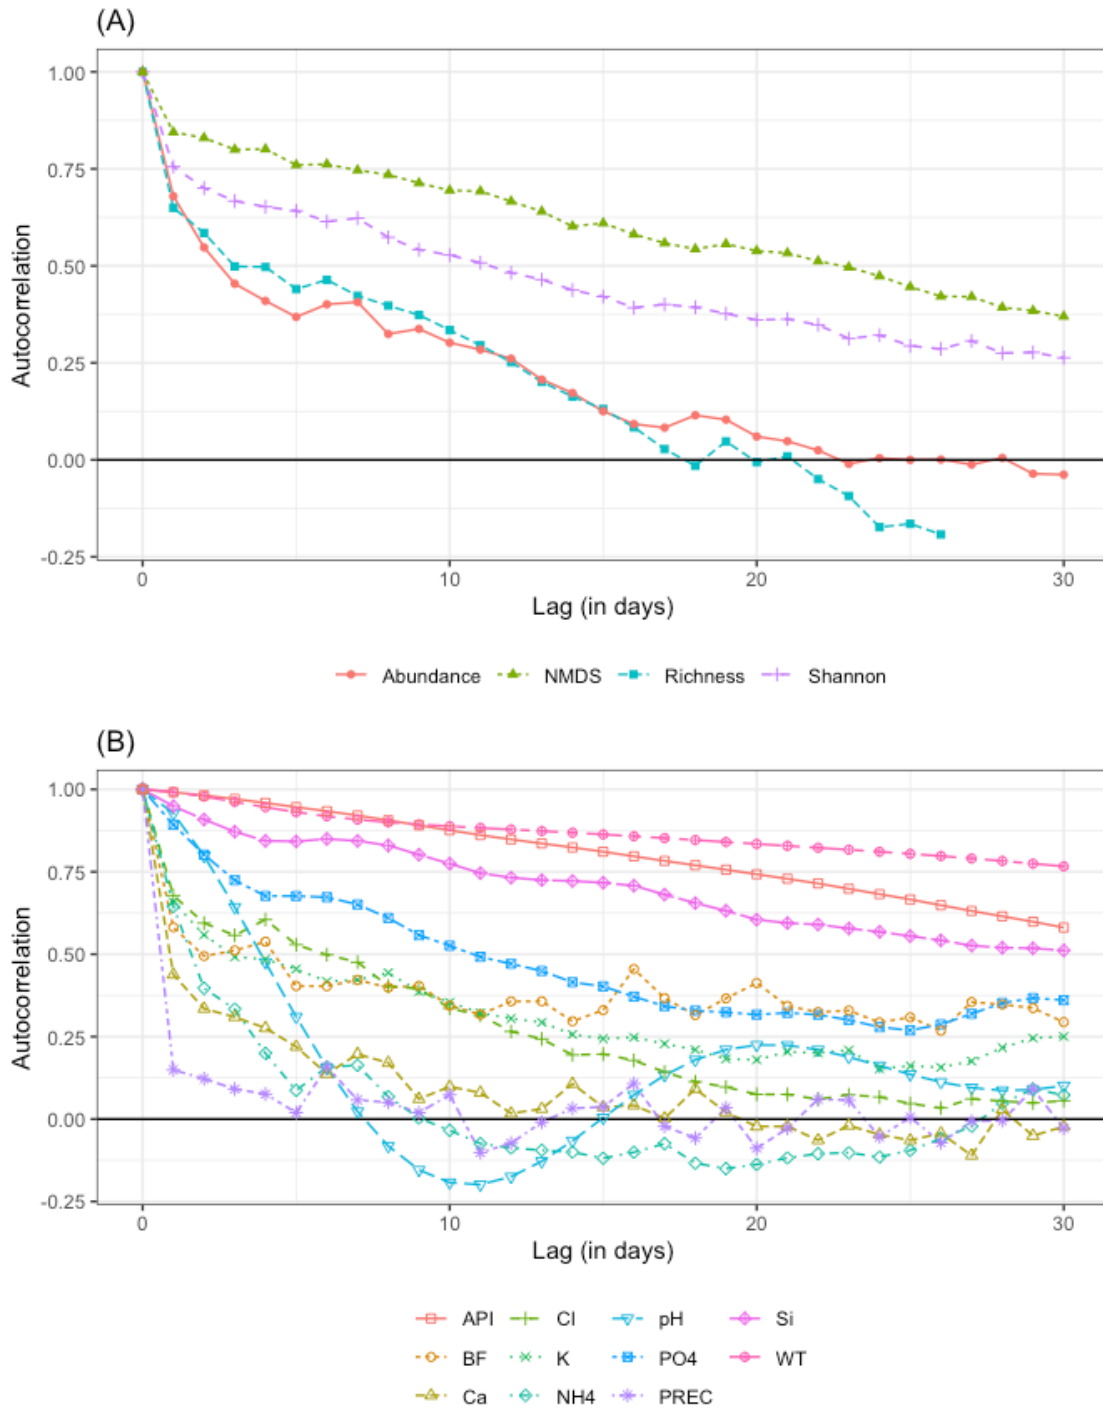 (A)
1.00
0.75
0.50
0.25
0.00
-0.25
Autocorrelation
0 10 20 30
Lag (in days)
Abundance NMDS Richness Shannon
(B)
1.00
0.75
0.50
0.25
0.00
-0.25
Autocorrelation
0 10 20 30
Lag (in days)
API Cl pH Si
BF K PO4 WT
Ca NH4 PREC